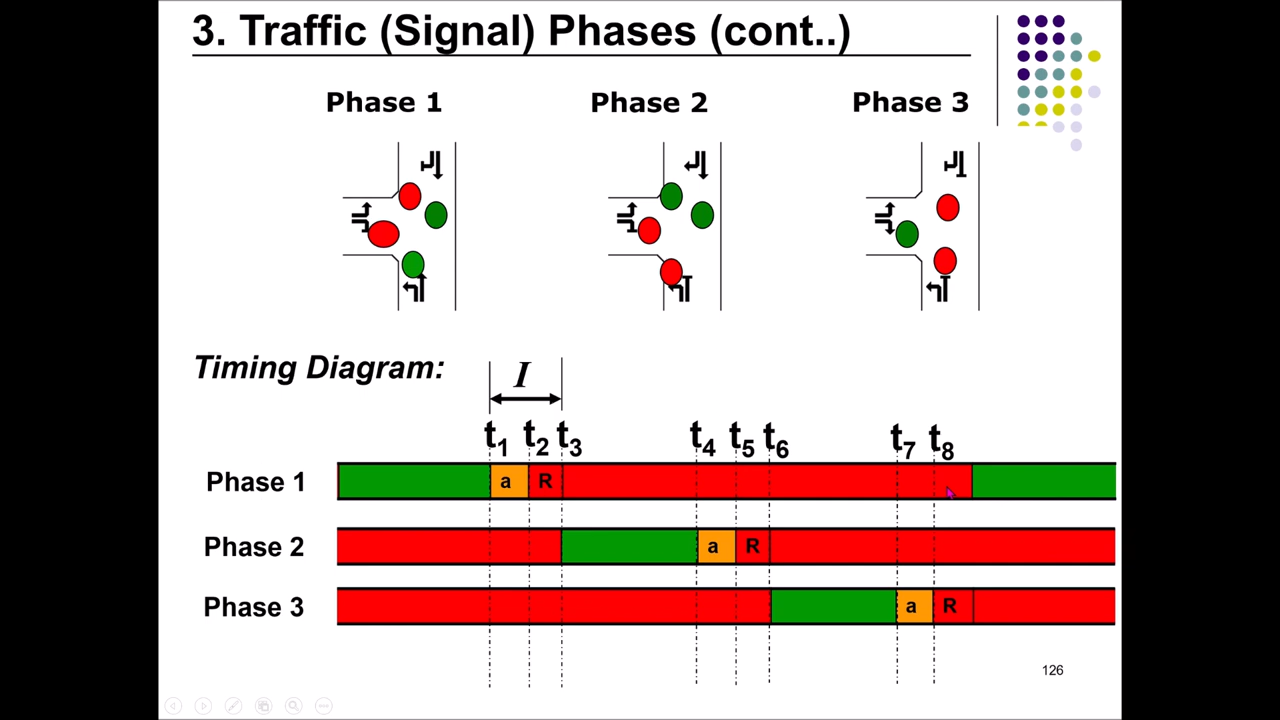 3. Traffic (Signal) Phases (cont..)
Phase 1 Phase 2 Phase 3
Timing Diagram:
I
t1 t2 t3 t4 t5 t6 t7 t8
Phase 1 a R
Phase 2 a R
Phase 3 a R
126